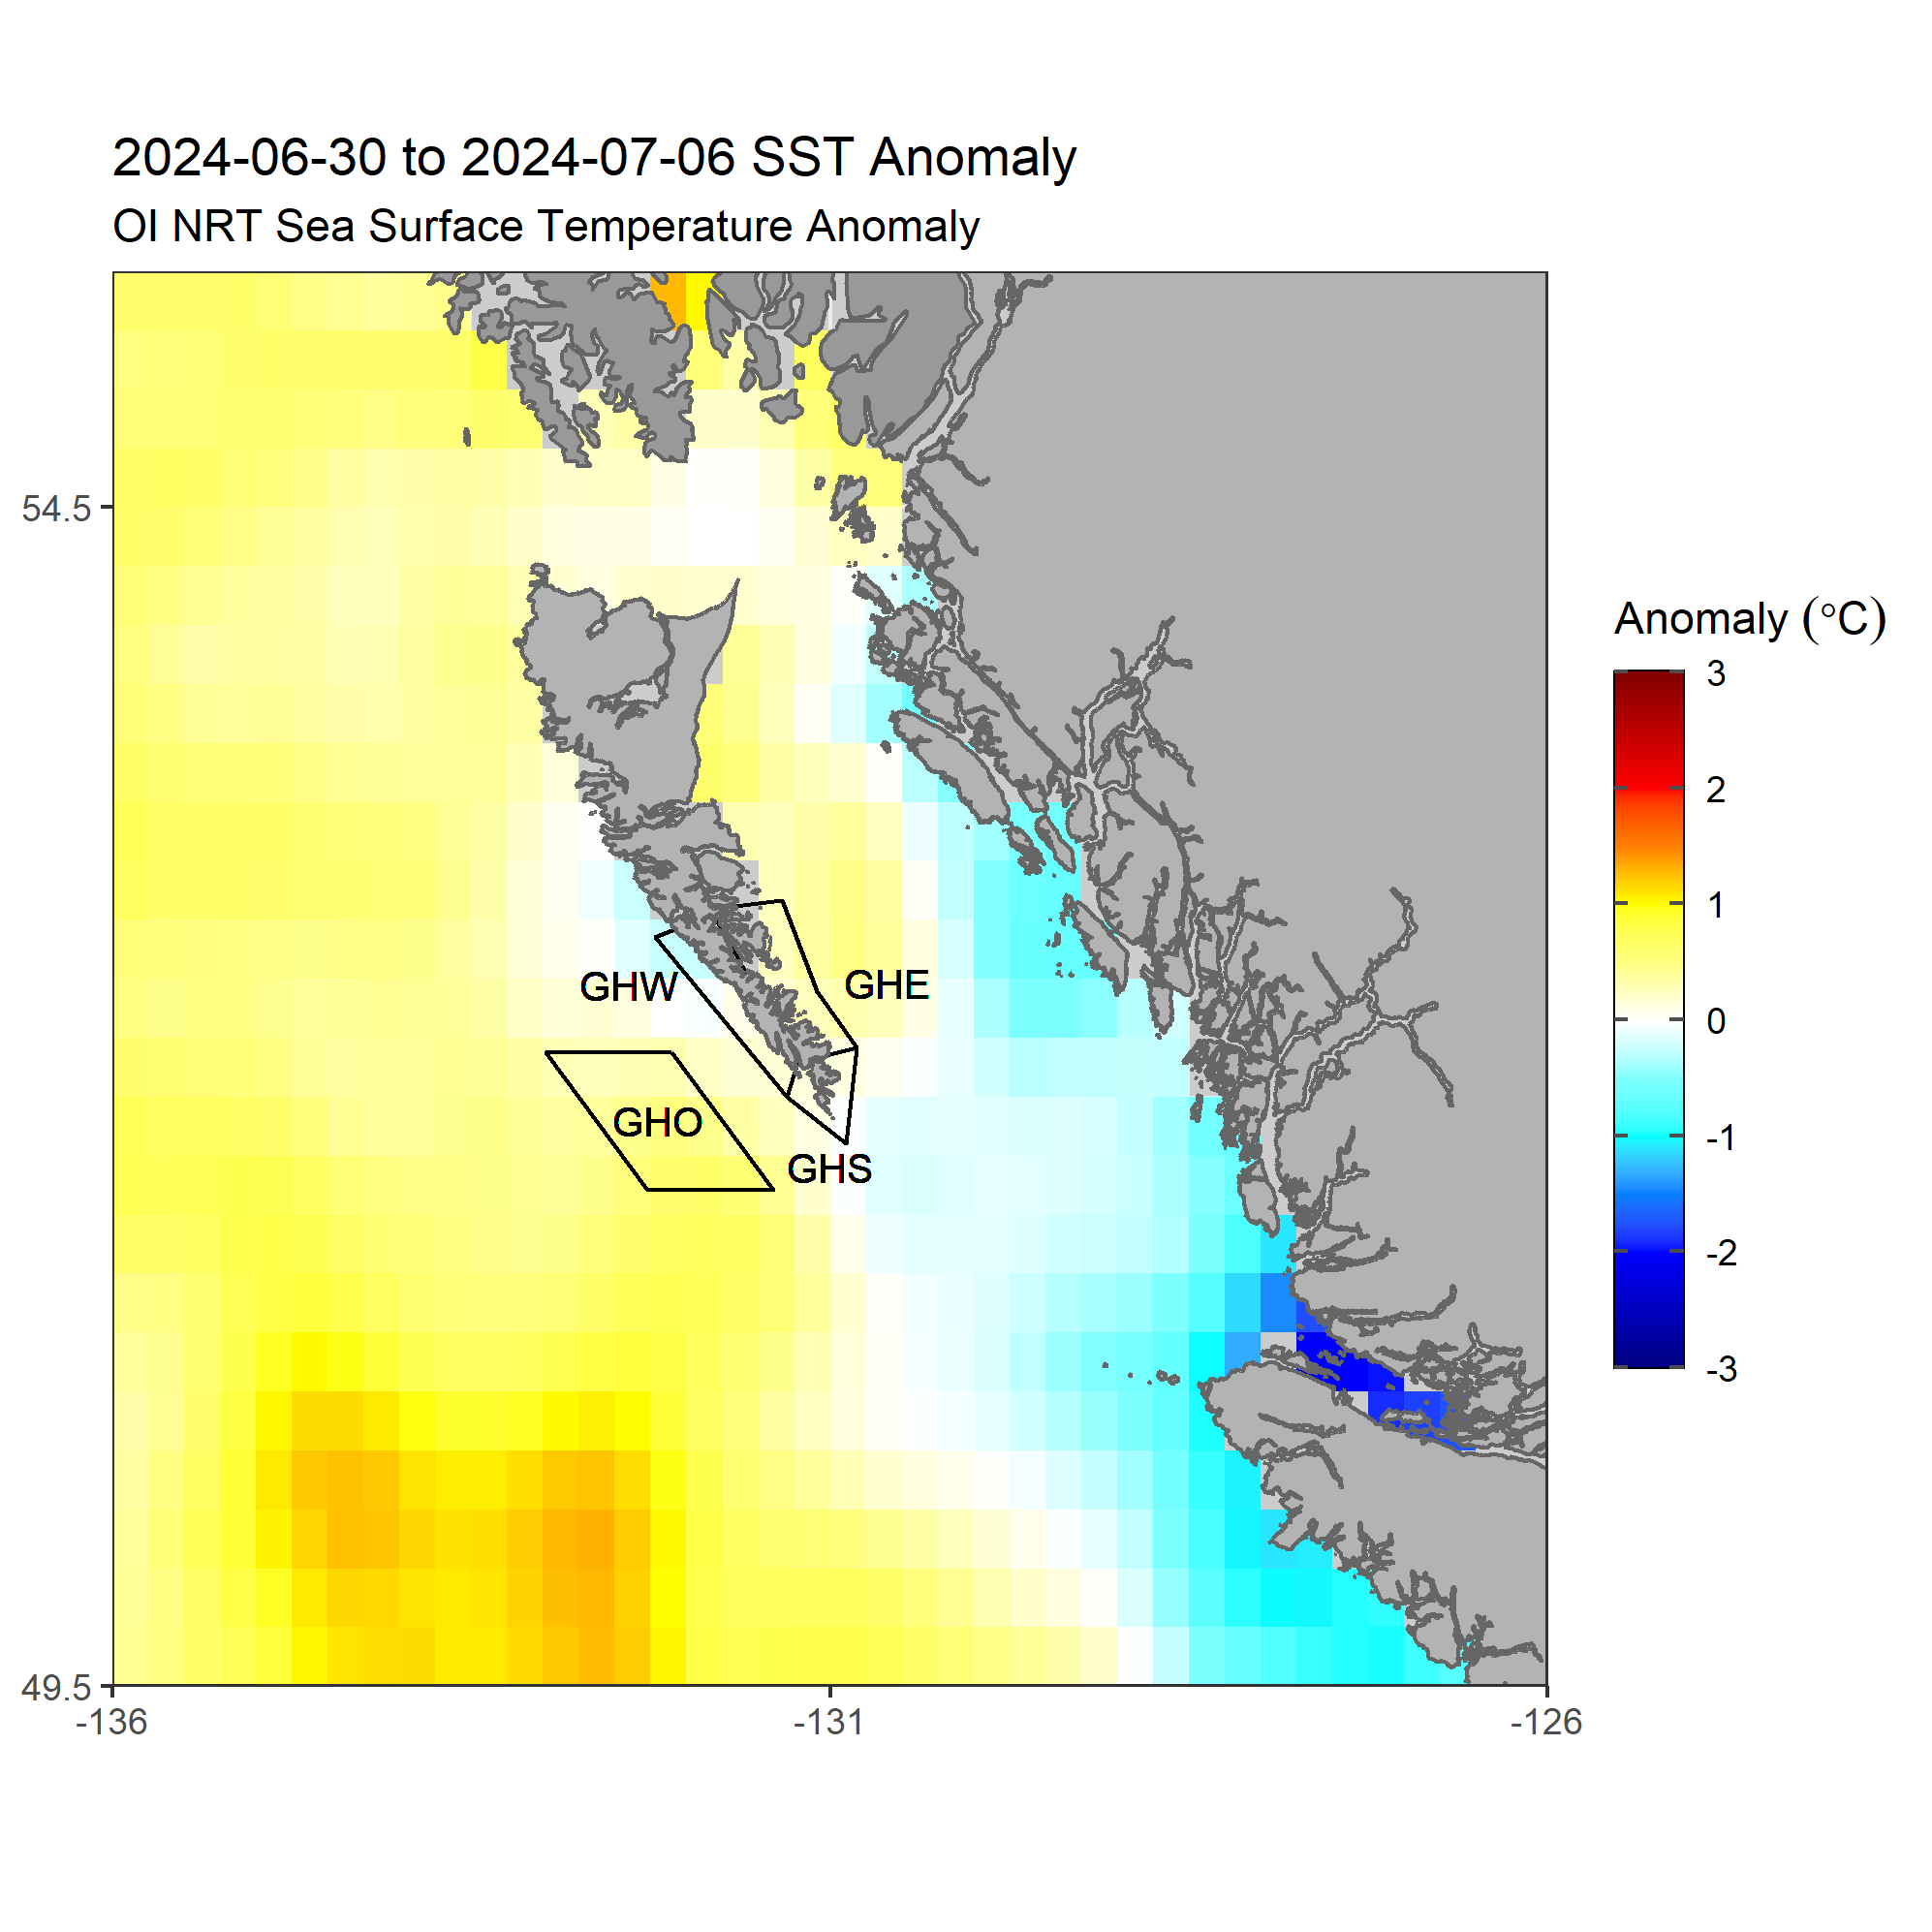 2024-06-30 to 2024-07-06 SST Anomaly
OI NRT Sea Surface Temperature Anomaly
54.5
49.5
-136
-131
-126
GHW
GHE
GHO
GHS
Anomaly (°C)
3
2
1
0
-1
-2
-3